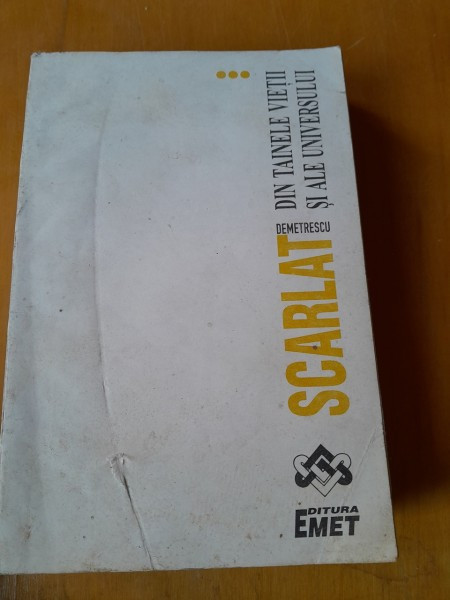 DIN TAINELE VIEȚII
ȘI ALE UNIVERSULUI
DEMETRESCU
SCARLAT
EDITURA
EMET